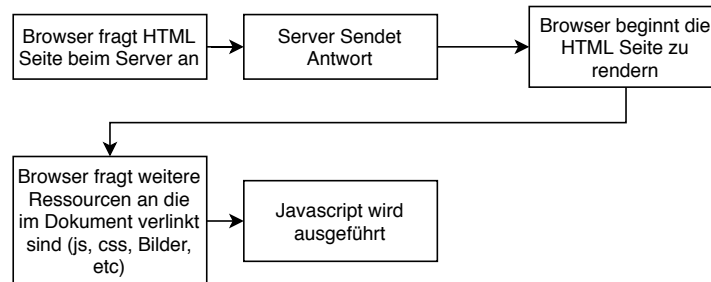 Browser fragt HTML
Seite beim Server an
Server Sendet
Antwort
Browser beginnt die
HTML Seite zu
rendern
Browser fragt weitere
Ressourcen an die
im Dokument verlinkt
sind (js, css, Bilder,
etc)
Javascript wird
ausgeführt